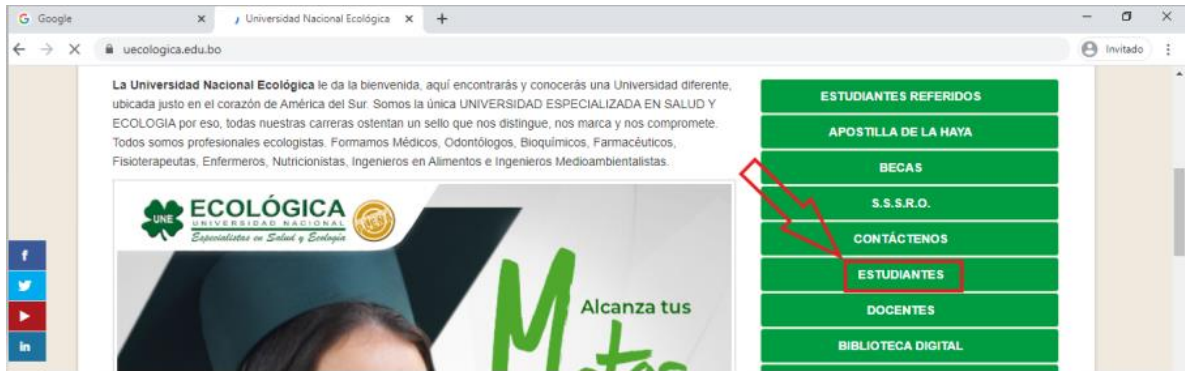 Google
Universidad Nacional Ecológica
uecologica.edu.bo
Invitado
La Universidad Nacional Ecológica le da la bienvenida, aquí encontrarás y conocerás una Universidad diferente,
ubicada justo en el corazón de América del Sur. Somos la única UNIVERSIDAD ESPECIALIZADA EN SALUD Y
ECOLOGIA por eso, todas nuestras carreras ostentan un sello que nos distingue, nos marca y nos compromete.
Todos somos profesionales ecologistas. Formamos Médicos, Odontólogos, Bioquímicos, Farmacéuticos,
Fisioterapeutas, Enfermeros, Nutricionistas, Ingenieros en Alimentos e Ingenieros Medioambientalistas.
UNE
ECOLÓGICA
UNIVERSIDAD NACIONAL
Especialistas en Salud y Ecología
Alcanza tus
Metas
ESTUDIANTES REFERIDOS
APOSTILLA DE LA HAYA
BECAS
S.S.S.R.O.
CONTÁCTENOS
ESTUDIANTES
DOCENTES
BIBLIOTECA DIGITAL